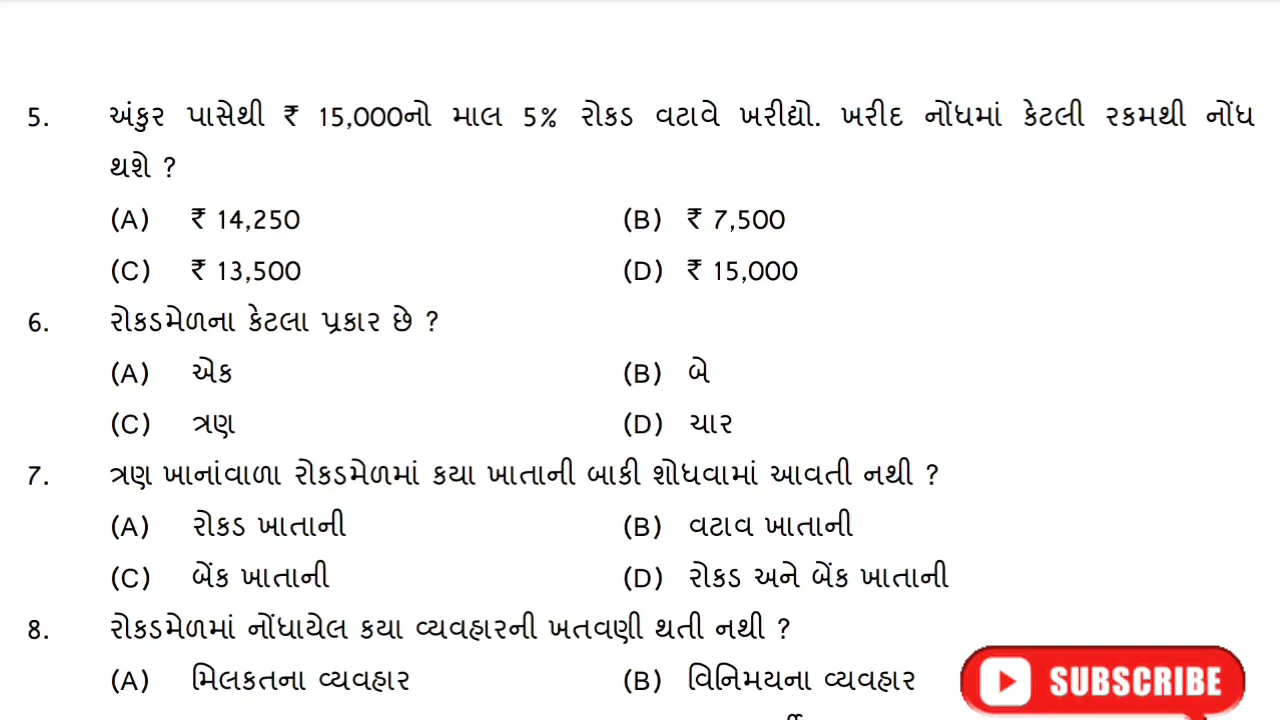 5. અંકુર પાસેથી ₹ 15,000નો માલ 5% રોકડ વટાવે ખરીદ્યો. ખરીદ નોંધમાં કેટલી રકમથી નોંધ
થશે ?
(A) ₹ 14,250 (B) ₹ 7,500
(C) ₹ 13,500 (D) ₹ 15,000
6. રોકડમેળના કેટલા પ્રકાર છે ?
(A) એક (B) બે
(C) ત્રણ (D) ચાર
7. ત્રણ ખાનાંવાળા રોકડમેળમાં કયા ખાતાની બાકી શોધવામાં આવતી નથી ?
(A) રોકડ ખાતાની (B) વટાવ ખાતાની
(C) બેંક ખાતાની (D) રોકડ અને બેંક ખાતાની
8. રોકડમેળમાં નોંધાયેલ કયા વ્યવહારની ખતવણી થતી નથી ?
(A) મિલકતના વ્યવહાર (B) વિનિમયના વ્યવહાર
SUBSCRIBE